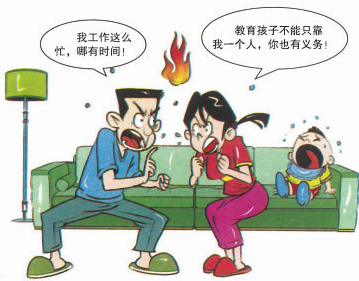 我工作这么
忙，哪有时间！
教育孩子不能只靠
我一个人，你也有义务！